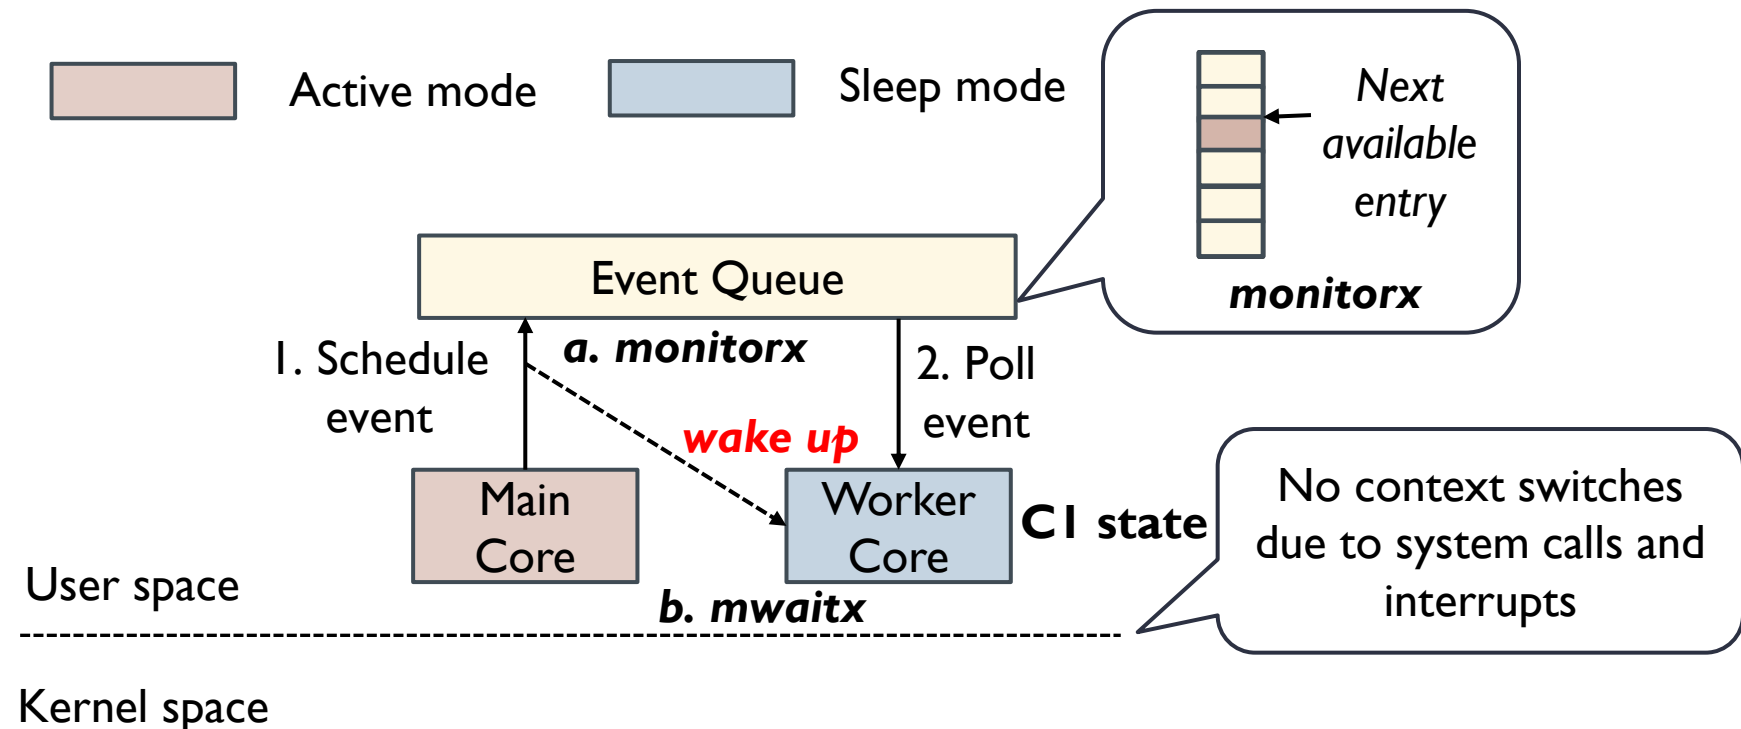 Active mode
Sleep mode
Next
available
entry
monitorx
Event Queue
1. Schedule
event
a. monitorx
2. Poll
event
wake up
Main
Core
Worker
Core
C1 state
No context switches
due to system calls and
interrupts
User space
b. mwaitx
Kernel space